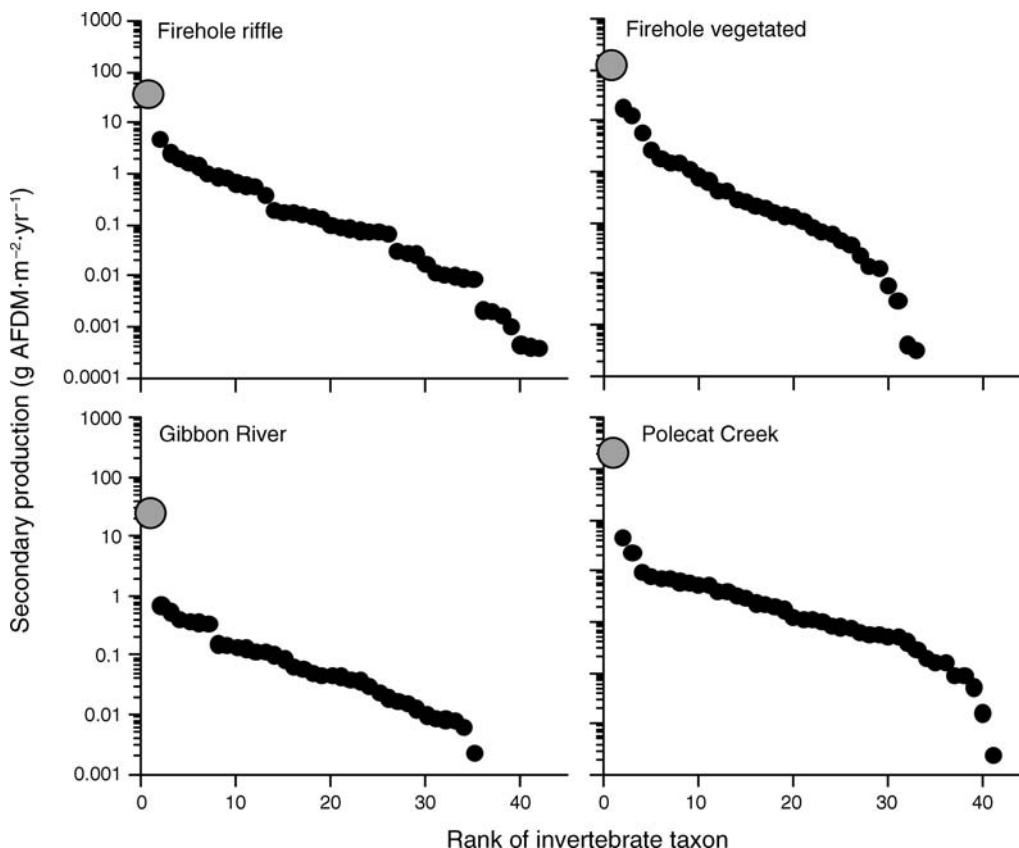 Secondary production (g AFDM·m⁻²·yr⁻¹)
Firehole riffle
1000
100
10
1
0.1
0.01
0.001
0.0001
Firehole vegetated
Gibbon River
1000
100
10
1
0.1
0.01
0.001
0 10 20 30 40
Polecat Creek
0 10 20 30 40
Rank of invertebrate taxon